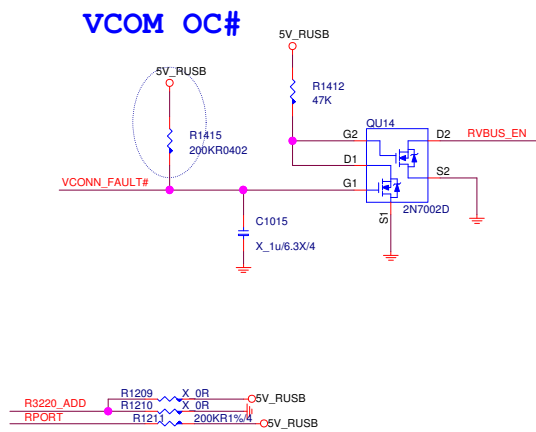 VCOM OC#
5V_RUSB
5V_RUSB
R1412
47K
R1415
200KR0402
QU14
G2
D2
RVBUS_EN
D1
S2
VCONN_FAULT#
G1
2N7002D
S1
C1015
X_1u/6.3X/4
R1209
X_0R
5V_RUSB
R3220_ADD
R1210
X_0R
RPORT
R1211
200KR1%/4
5V_RUSB